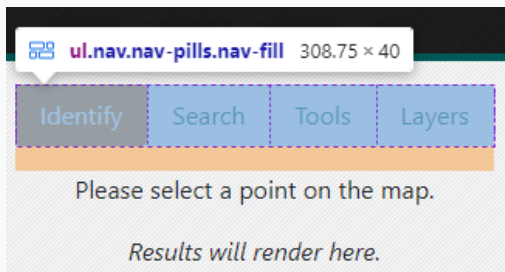 ul.nav.nav-pills.nav-fill 308.75 × 40
Identify Search Tools Layers
Please select a point on the map.
Results will render here.